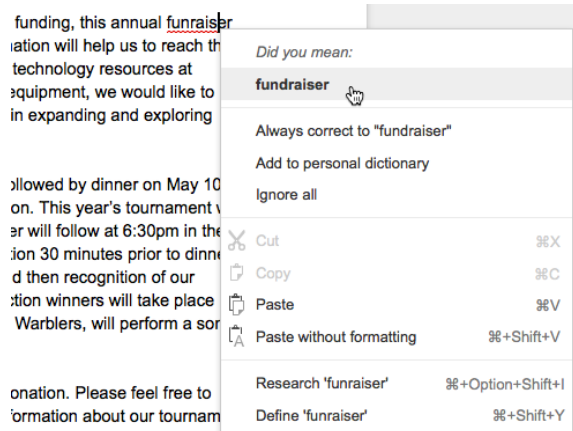 funding, this annual funraiser
ation will help us to reach th
technology resources at
equipment, we would like to
in expanding and exploring
ollowed by dinner on May 10
on. This year's tournament
er will follow at 6:30pm in the
tion 30 minutes prior to dinne
d then recognition of our
ction winners will take place
Warblers, will perform a son
onation. Please feel free to
formation about our tournam
Did you mean:
fundraiser
Always correct to "fundraiser"
Add to personal dictionary
Ignore all
Cut ⌘X
Copy ⌘C
Paste ⌘V
Paste without formatting ⌘+Shift+V
Research 'funraiser' ⌘+Option+Shift+I
Define 'funraiser' ⌘+Shift+Y